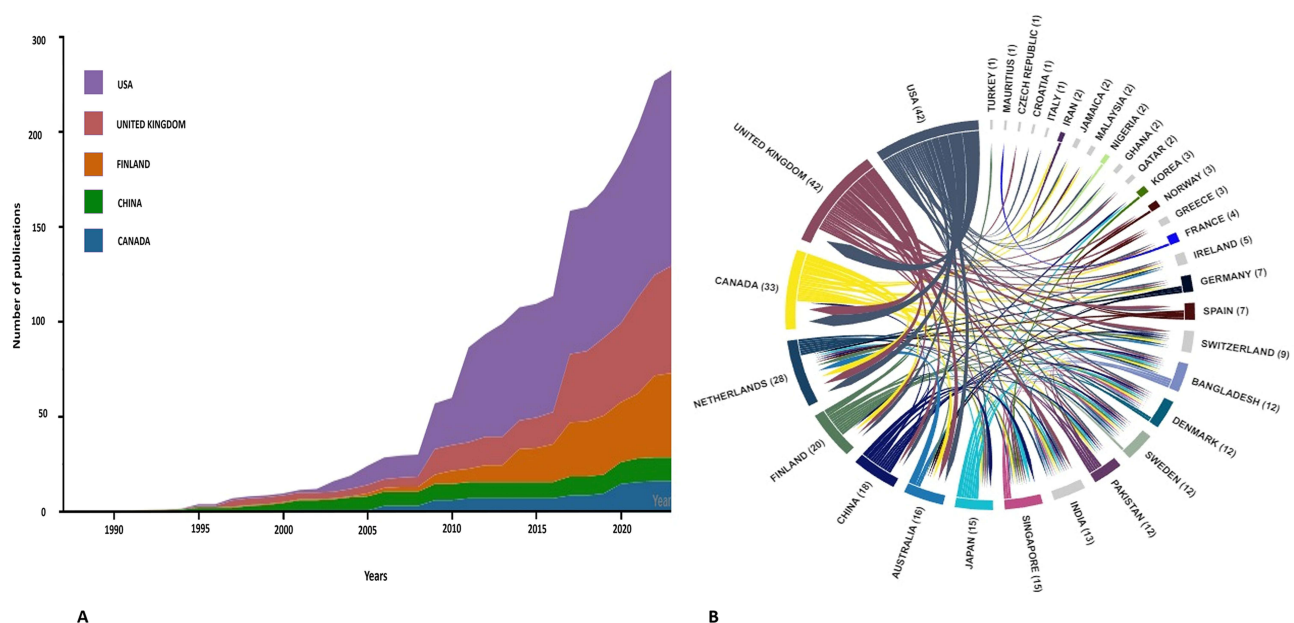 300
200
150
100
50
0
Number of publications
USA
UNITED KINGDOM
FINLAND
CHINA
CANADA
Year
1990
1995
2000
2005
2010
2015
2020
Years
A
USA (42)
TURKEY (1)
MAURITIUS (1)
CZECH REPUBLIC (1)
CROATIA (1)
ITALY (1)
IRAN (2)
JAMAICA (2)
MALAYSIA (2)
NIGERIA (2)
GHANA (2)
QATAR (2)
KOREA (3)
NORWAY (3)
GREECE (3)
FRANCE (4)
IRELAND (5)
GERMANY (7)
SPAIN (7)
SWITZERLAND (9)
BANGLADESH (12)
DENMARK (12)
SWEDEN (12)
PAKISTAN (12)
INDIA (13)
SINGAPORE (15)
JAPAN (15)
AUSTRALIA (16)
CHINA (18)
FINLAND (20)
NETHERLANDS (28)
CANADA (33)
UNITED KINGDOM (42)
B